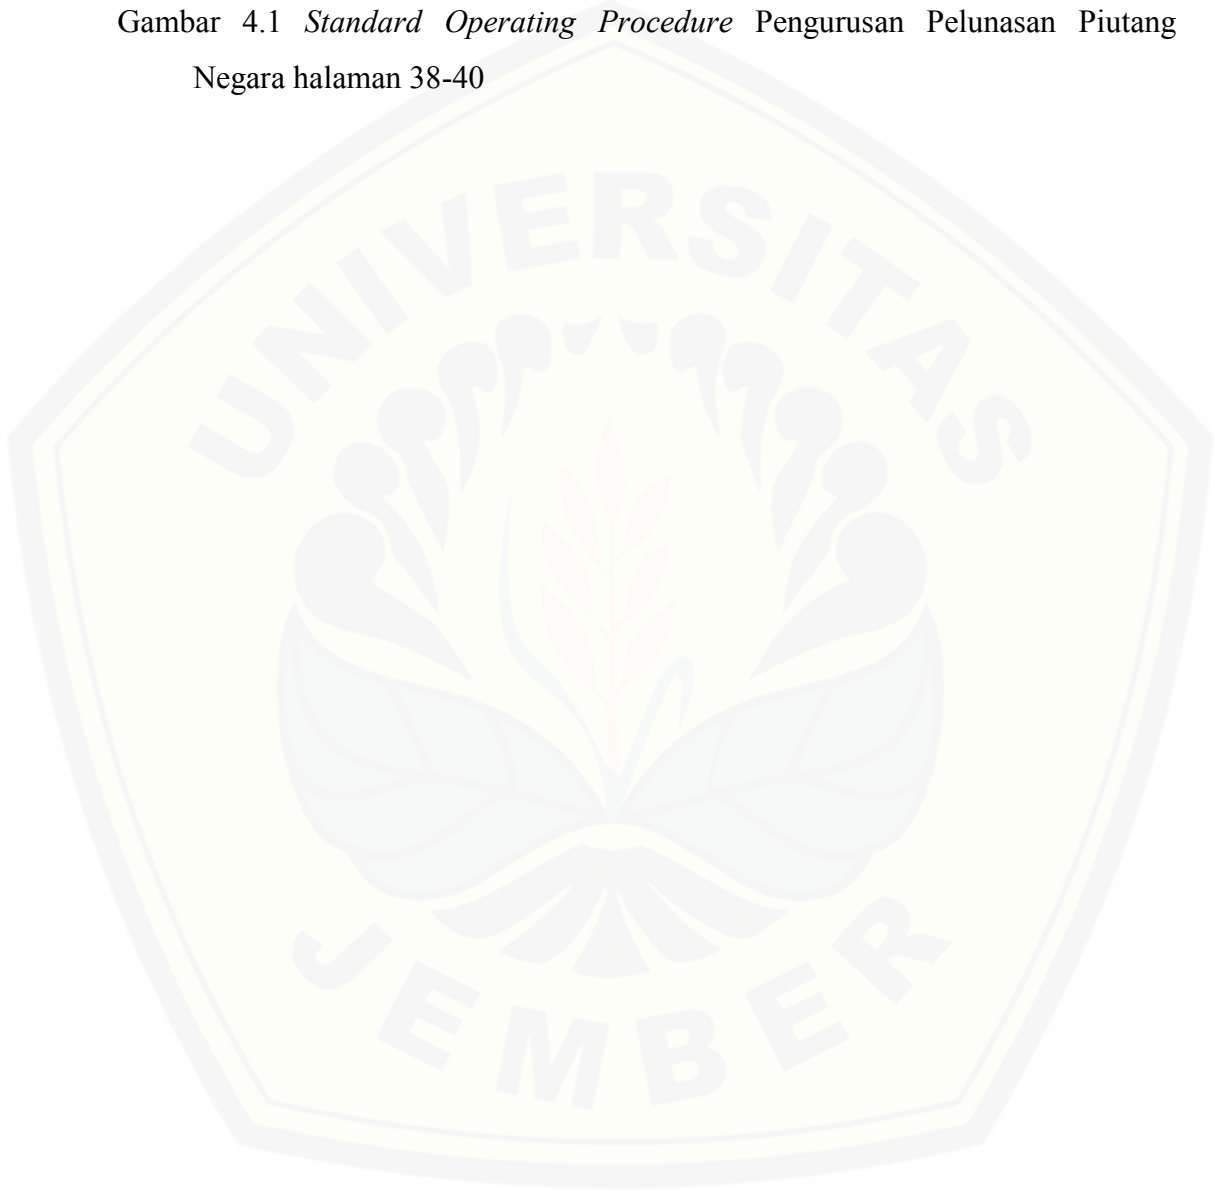 Gambar 4.1 Standard Operating Procedure Pengurusan Pelunasan Piutang
Negara halaman 38-40
UNIVERSITAS
JEMBER